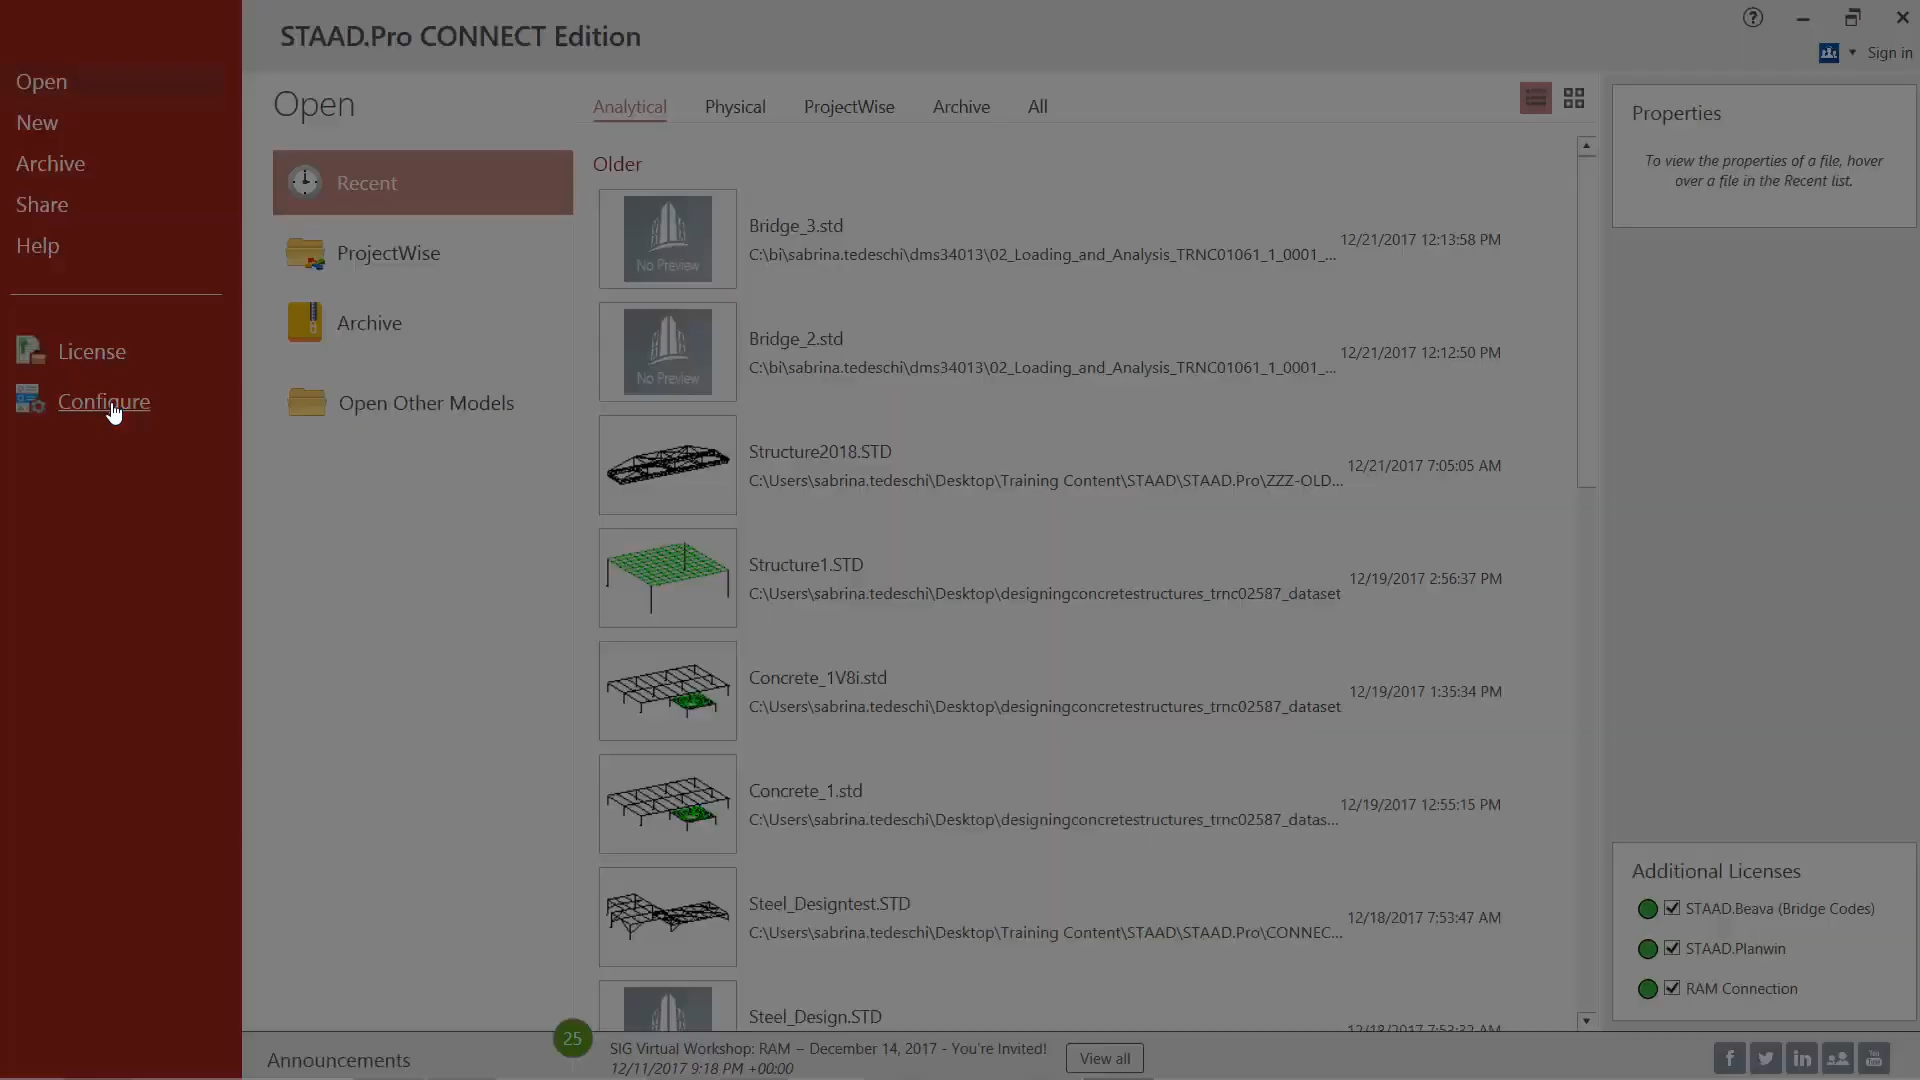 STAAD.Pro CONNECT Edition
Sign in
Open
New
Archive
Share
Help
License
Configure
Open
Recent
ProjectWise
Archive
Open Other Models
Analytical
Physical
ProjectWise
Archive
All
Older
No Preview
Bridge_3.std
C:\bi\sabrina.tedeschi\dms34013\02_Loading_and_Analysis_TRNC01061_1_0001_...
12/21/2017 12:13:58 PM
No Preview
Bridge_2.std
C:\bi\sabrina.tedeschi\dms34013\02_Loading_and_Analysis_TRNC01061_1_0001_...
12/21/2017 12:12:50 PM
Structure2018.STD
C:\Users\sabrina.tedeschi\Desktop\Training Content\STAAD\STAAD.Pro\ZZZ-OLD...
12/21/2017 7:05:05 AM
Structure1.STD
C:\Users\sabrina.tedeschi\Desktop\designingconcretestructures_trnc02587_dataset
12/19/2017 2:56:37 PM
Concrete_1V8i.std
C:\Users\sabrina.tedeschi\Desktop\designingconcretestructures_trnc02587_dataset
12/19/2017 1:35:34 PM
Concrete_1.std
C:\Users\sabrina.tedeschi\Desktop\designingconcretestructures_trnc02587_datas...
12/19/2017 12:55:15 PM
Steel_Designtest.STD
C:\Users\sabrina.tedeschi\Desktop\Training Content\STAAD\STAAD.Pro\CONNEC...
12/18/2017 7:53:47 AM
Steel_Design.STD
12/18/2017 7:53:32 AM
Properties
To view the properties of a file, hover
over a file in the Recent list.
Additional Licenses
STAAD.Beava (Bridge Codes)
STAAD.Planwin
RAM Connection
Announcements
25
SIG Virtual Workshop: RAM – December 14, 2017 - You're Invited!
12/11/2017 9:18 PM +00:00
View all